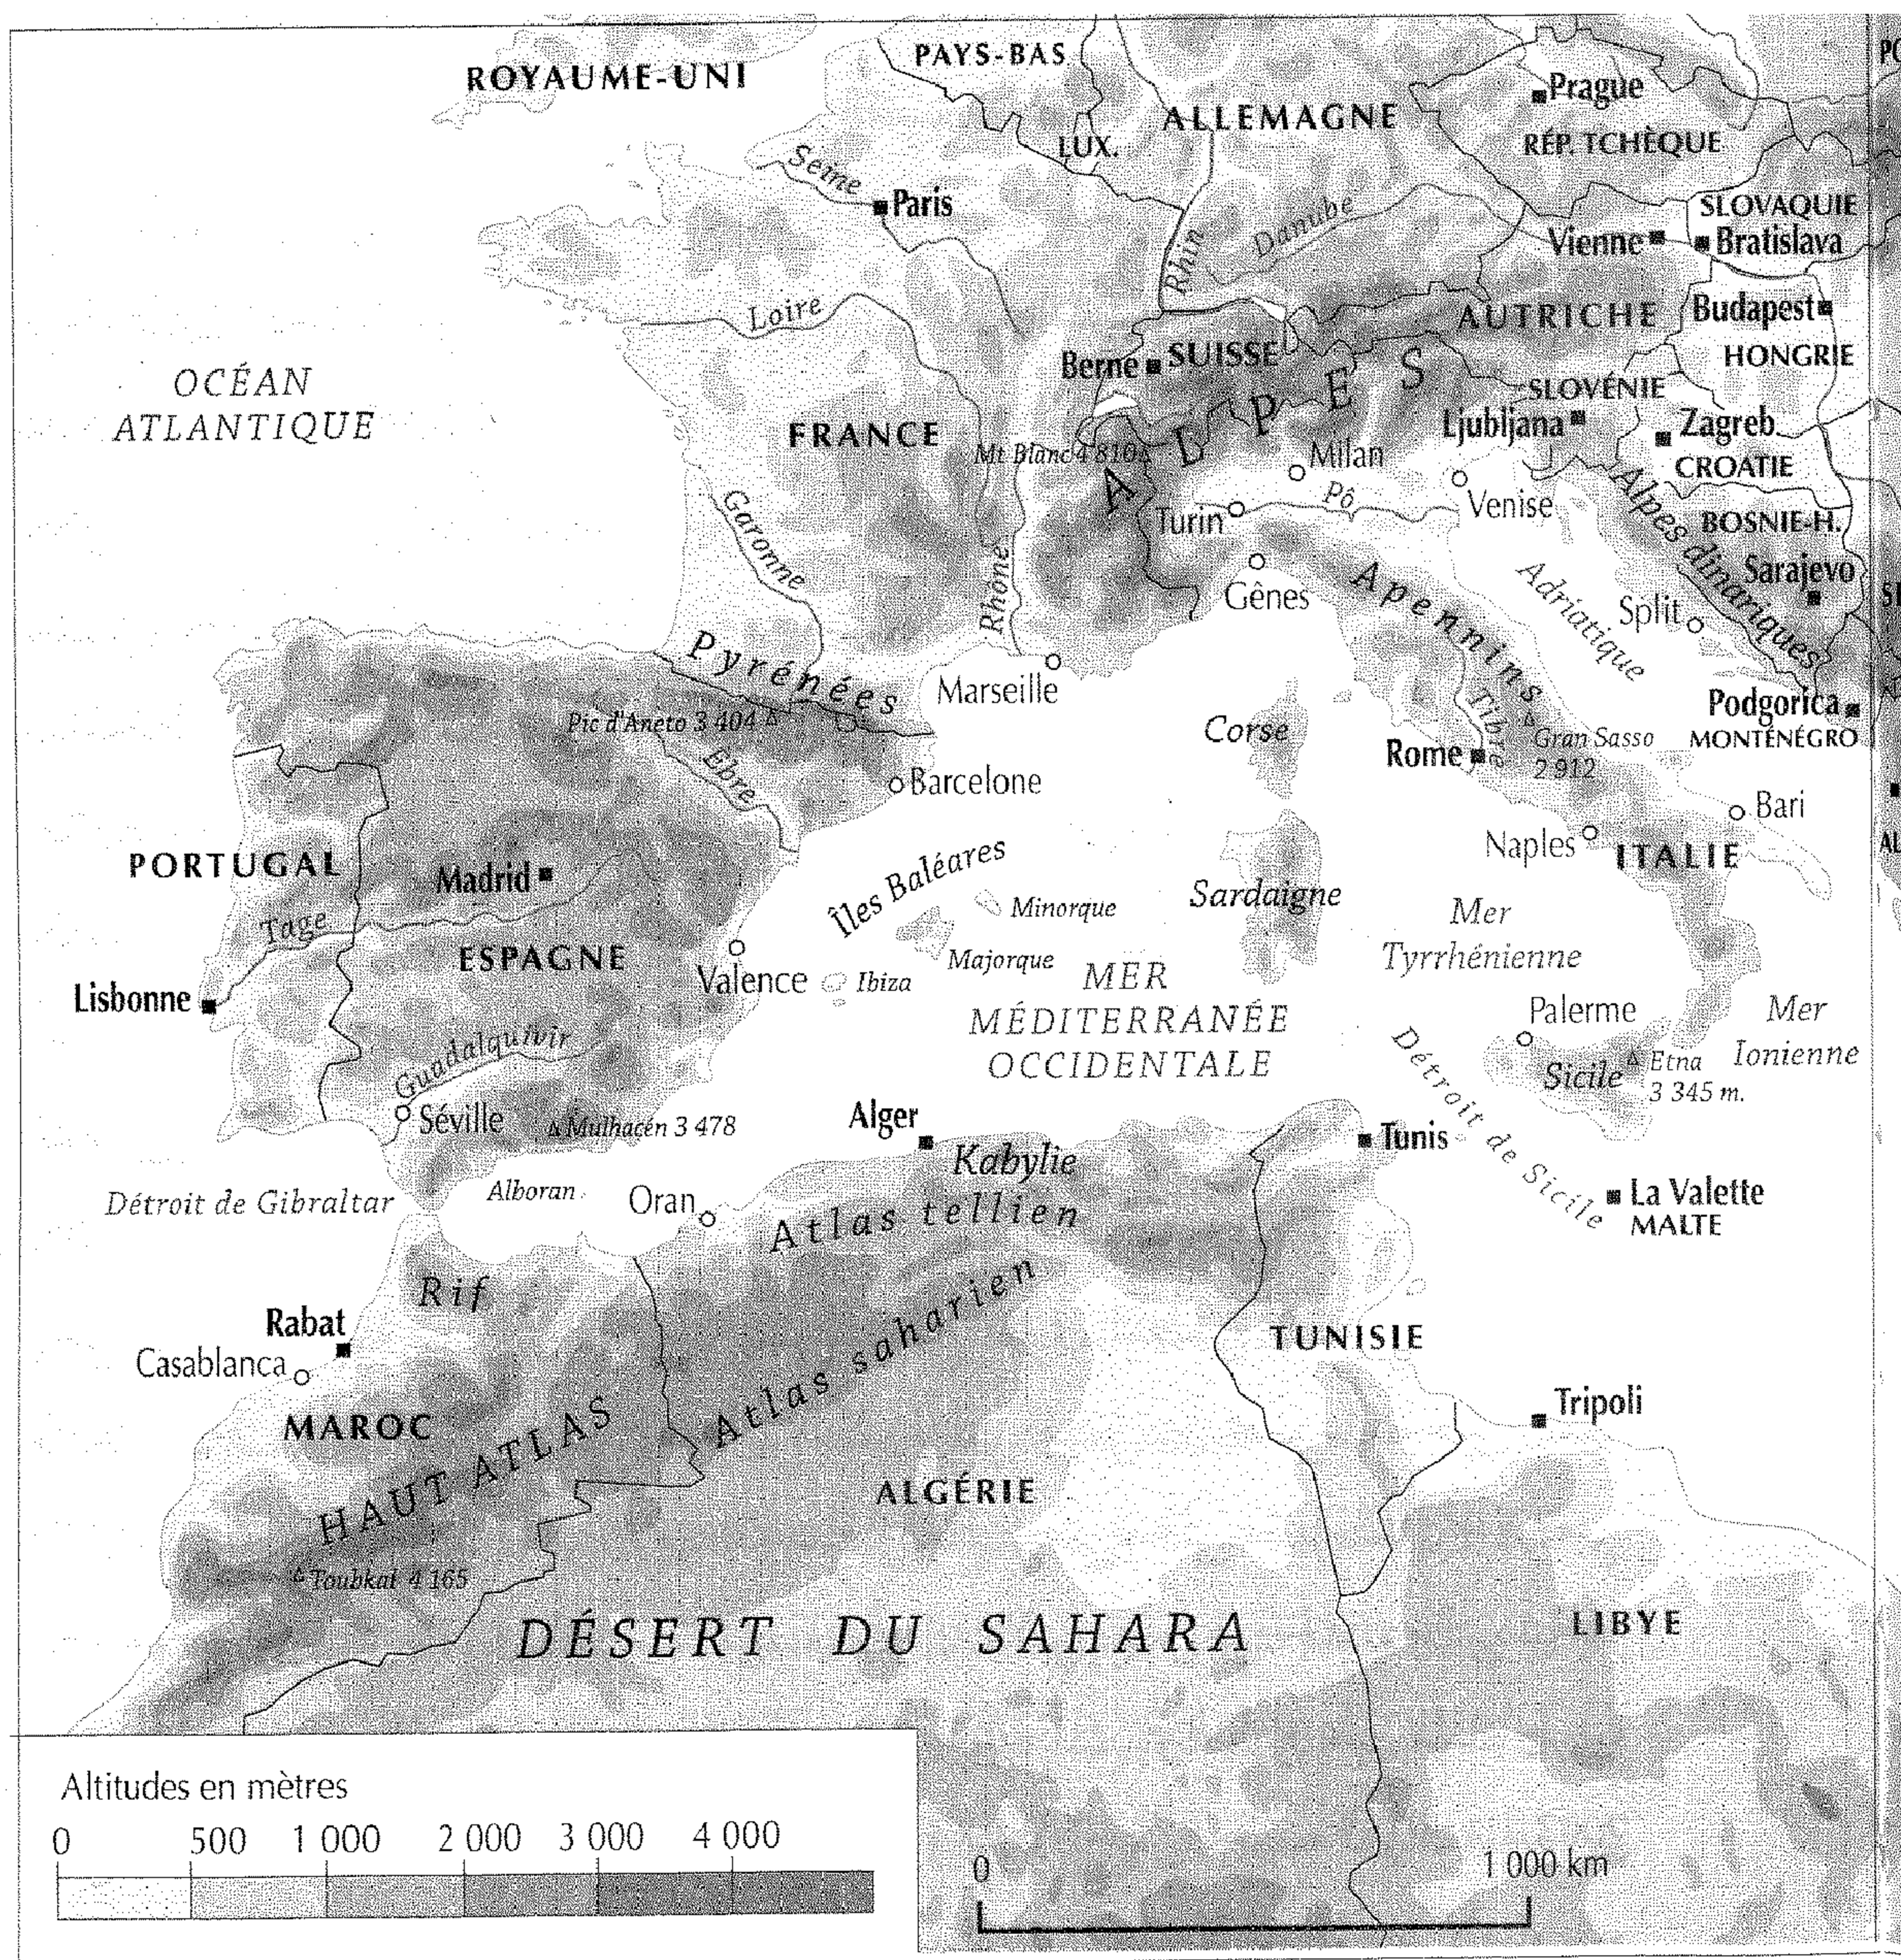 ROYAUME-UNI
PAYS-BAS
ALLEMAGNE
LUX.
Prague
RÉP. TCHÈQUE
Seine
Paris
Rhin
Danube
SLOVAQUIE
Vienne
Bratislava
Loire
AUTRICHE
Budapest
HONGRIE
Berne
SUISSE
OCÉAN
ATLANTIQUE
FRANCE
ALPES
Mt Blanc 4 810
SLOVÉNIE
Ljubljana
Zagreb
CROATIE
Milan
Pô
Turin
Venise
Alpes dinariques
BOSNIE-H.
Sarajevo
Garonne
Rhône
Gênes
Apennins
Adriatique
Split
Pyrénées
Marseille
Pic d'Aneto 3 404
Corse
Tibre
Rome
Gran Sasso
2 912
Podgorica
MONTÉNÉGRO
Ebre
Barcelone
Bari
Naples
ITALIE
PORTUGAL
Madrid
Îles Baléares
Minorque
Sardaigne
Mer
Tyrrhénienne
Tage
ESPAGNE
Lisbonne
Valence
Ibiza
Majorque
MER
MÉDITERRANÉE
OCCIDENTALE
Palerme
Mer
Ionienne
Guadalquivir
Détroit de Sicile
Sicile
Etna
3 345 m.
Séville
Mulhacén 3 478
Alger
Kabylie
Tunis
Détroit de Gibraltar
Alboran
Oran
Atlas tellien
La Valette
MALTE
Rif
Atlas saharien
Rabat
Casablanca
TUNISIE
MAROC
Tripoli
HAUT ATLAS
ALGÉRIE
Toubkal 4 165
DÉSERT DU SAHARA
LIBYE
Altitudes en mètres
0 500 1 000 2 000 3 000 4 000
0 1 000 km